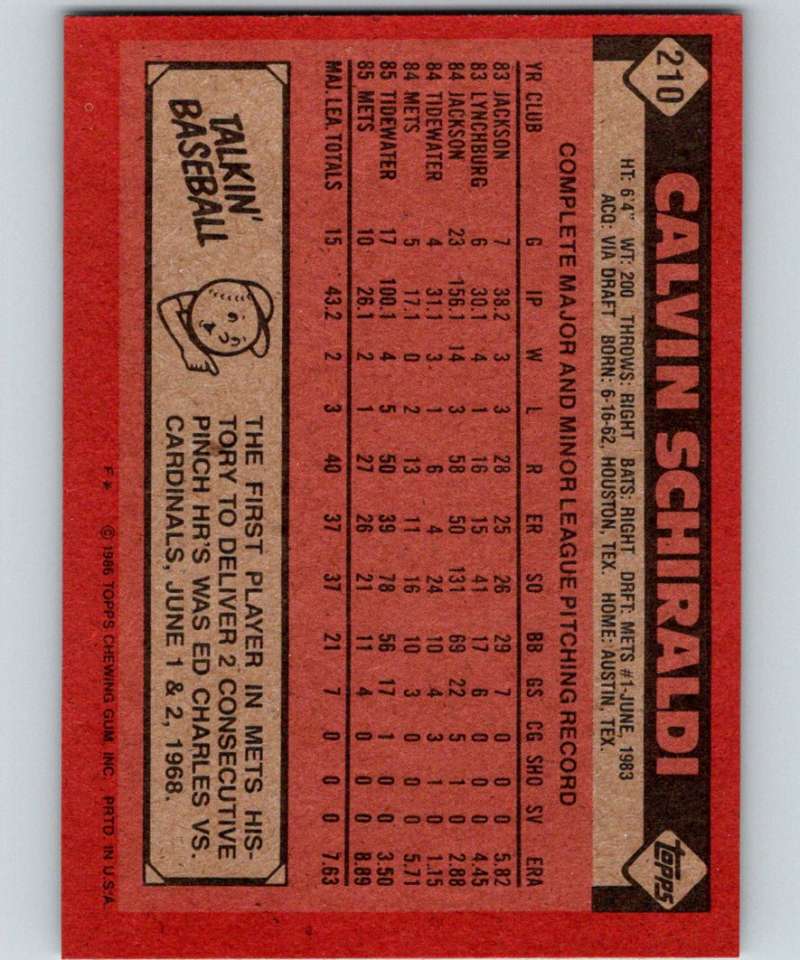 210
CALVIN SCHIRALDI
TOPPS
HT: 6'4" WT: 200 THROWS: RIGHT BATS: RIGHT DRFT: METS #1-JUNE, 1983
ACQ: VIA DRAFT BORN: 6-16-62, HOUSTON, TEX. HOME: AUSTIN, TEX.
COMPLETE MAJOR AND MINOR LEAGUE PITCHING RECORD
YR CLUB G IP W L R ER SO BB GS CG SHO SV ERA
83 JACKSON 7 38.2 3 3 28 25 26 29 7 0 0 0 5.82
83 LYNCHBURG 6 30.1 4 1 16 15 41 17 6 0 0 0 4.45
84 JACKSON 23 156.1 14 3 58 50 131 69 22 5 1 0 2.88
84 TIDEWATER 4 31.1 3 1 6 4 24 10 4 3 1 0 1.15
84 METS 5 17.1 0 2 13 11 16 10 3 0 0 0 5.71
85 TIDEWATER 17 100.1 4 5 50 39 78 56 17 1 0 0 3.50
85 METS 10 26.1 2 1 27 26 21 11 4 0 0 0 8.89
MAJ. LEA. TOTALS 15 43.2 2 3 40 37 37 21 7 0 0 0 7.63
TALKIN'
BASEBALL
THE FIRST PLAYER IN METS HIS-
TORY TO DELIVER 2 CONSECUTIVE
PINCH HR'S WAS ED CHARLES VS.
CARDINALS, JUNE 1 & 2, 1968.
F* © 1986 TOPPS CHEWING GUM, INC. PRTD. IN U.S.A.